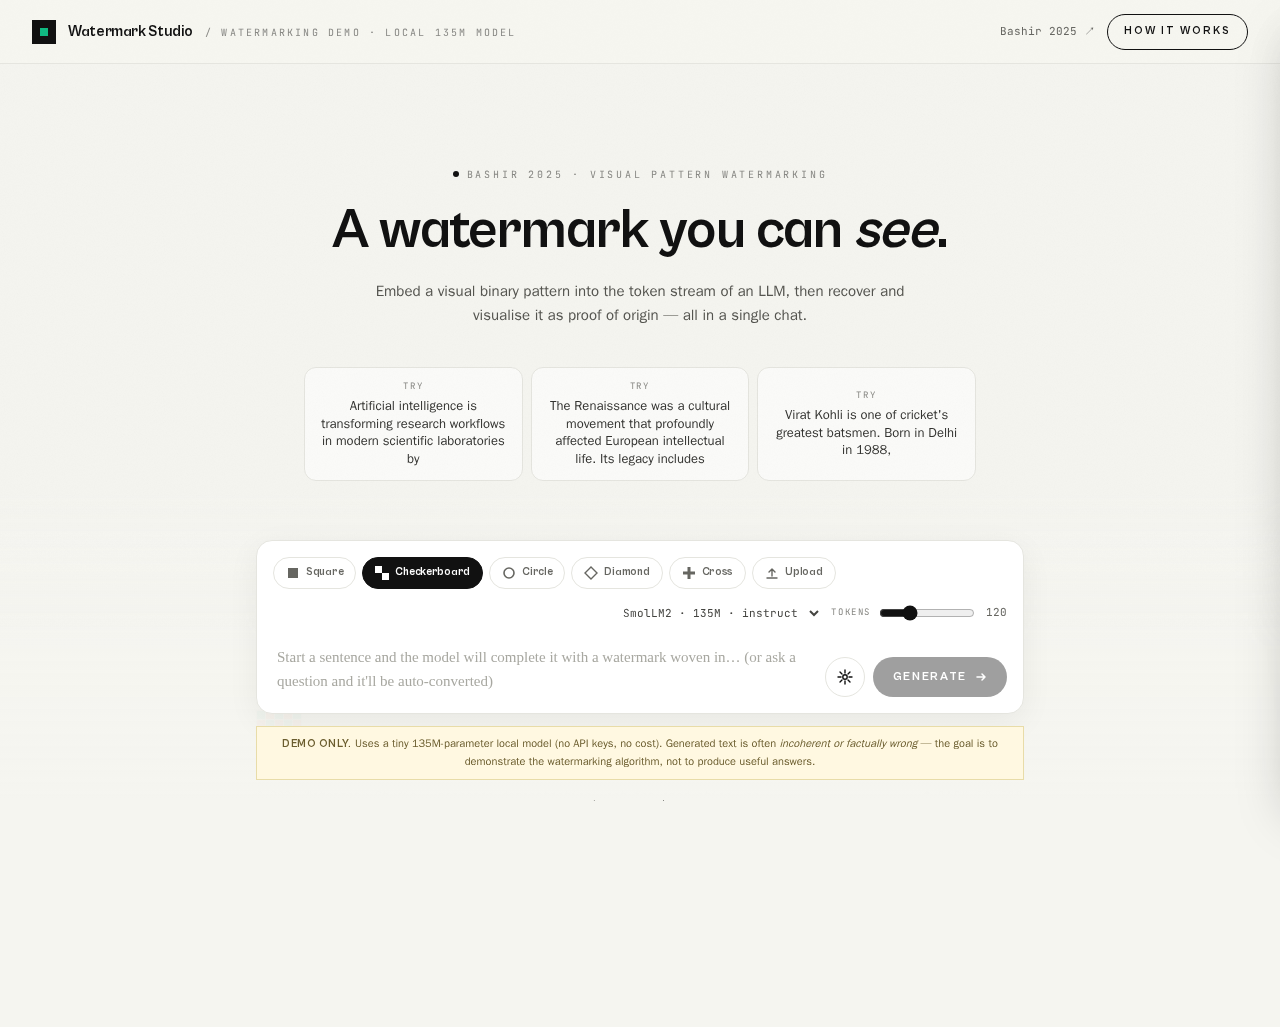 Watermark Studio / WATERMARKING DEMO · LOCAL 135M MODEL
Bashir 2025 ↗ HOW IT WORKS
BASHIR 2025 · VISUAL PATTERN WATERMARKING
A watermark you can see.
Embed a visual binary pattern into the token stream of an LLM, then recover and
visualise it as proof of origin — all in a single chat.
TRY
Artificial intelligence is
transforming research workflows
in modern scientific laboratories
by
TRY
The Renaissance was a cultural
movement that profoundly
affected European intellectual
life. Its legacy includes
TRY
Virat Kohli is one of cricket's
greatest batsmen. Born in Delhi
in 1988,
Square Checkerboard Circle Diamond Cross Upload
SmolLM2 · 135M · instruct TOKENS 120
Start a sentence and the model will complete it with a watermark woven in… (or ask a
question and it'll be auto-converted)
GENERATE →
DEMO ONLY. Uses a tiny 135M-parameter local model (no API keys, no cost). Generated text is often incoherent or factually wrong — the goal is to
demonstrate the watermarking algorithm, not to produce useful answers.